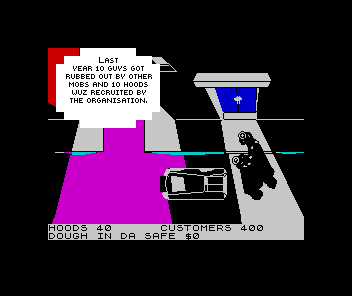 LAST
YEAR 10 GUYS GOT
RUBBED OUT BY OTHER
MOBS AND 10 HOODS
WUZ RECRUITED BY
THE ORGANISATION.
HOODS 40 CUSTOMERS 400
DOUGH IN DA SAFE $0